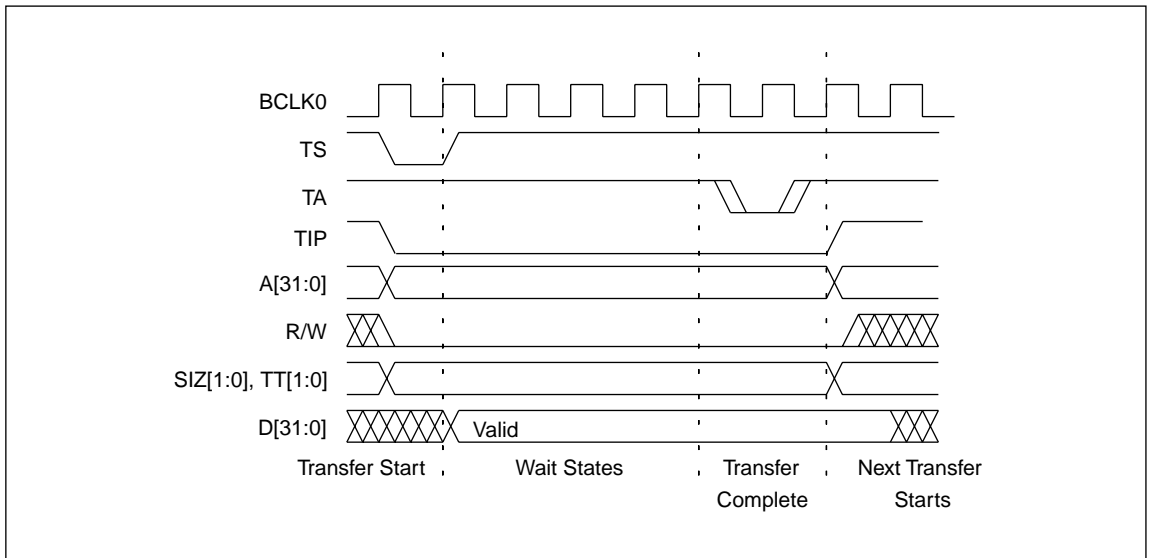 BCLK0
TS
TA
TIP
A[31:0]
R/W
SIZ[1:0], TT[1:0]
D[31:0]
Valid
Transfer Start
Wait States
Transfer
Complete
Next Transfer
Starts